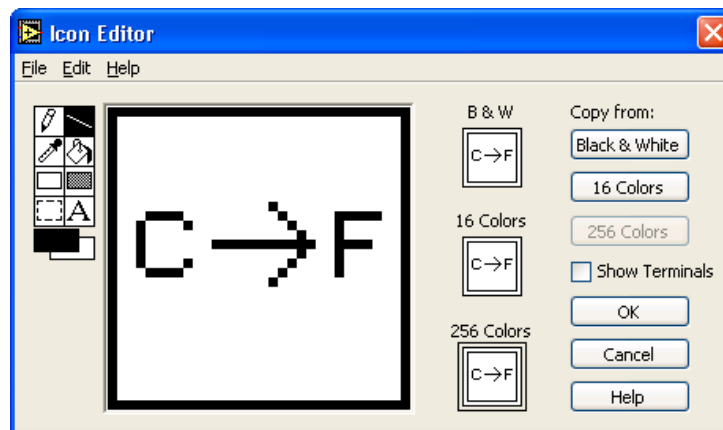 Icon Editor
File Edit Help
B & W
Copy from:
Black & White
C→F
16 Colors
16 Colors
C→F
256 Colors
Show Terminals
256 Colors
C→F
OK
Cancel
Help
A
C→F